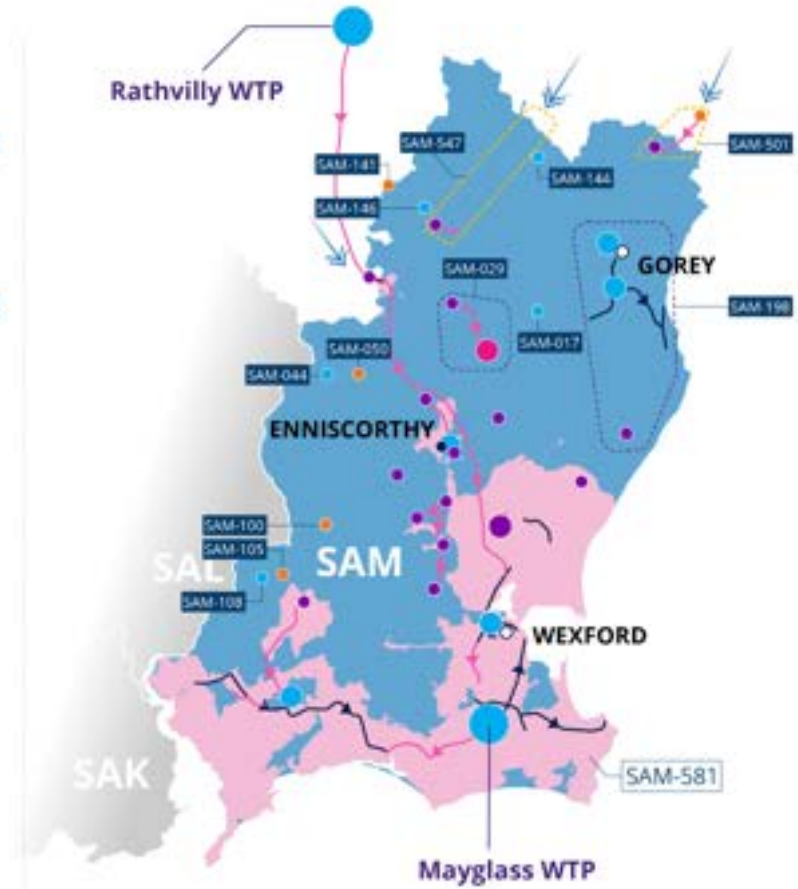 Rathvilly WTP
SAM-547
SAM-501
SAM-141
SAM-144
SAM-146
GOREY
SAM-029
SAM-198
SAM-017
SAM-050
SAM-044
ENNISCORTHY
SAM-100
SAM-105
SAL
SAM
SAM-108
WEXFORD
SAK
SAM-581
Mayglass WTP